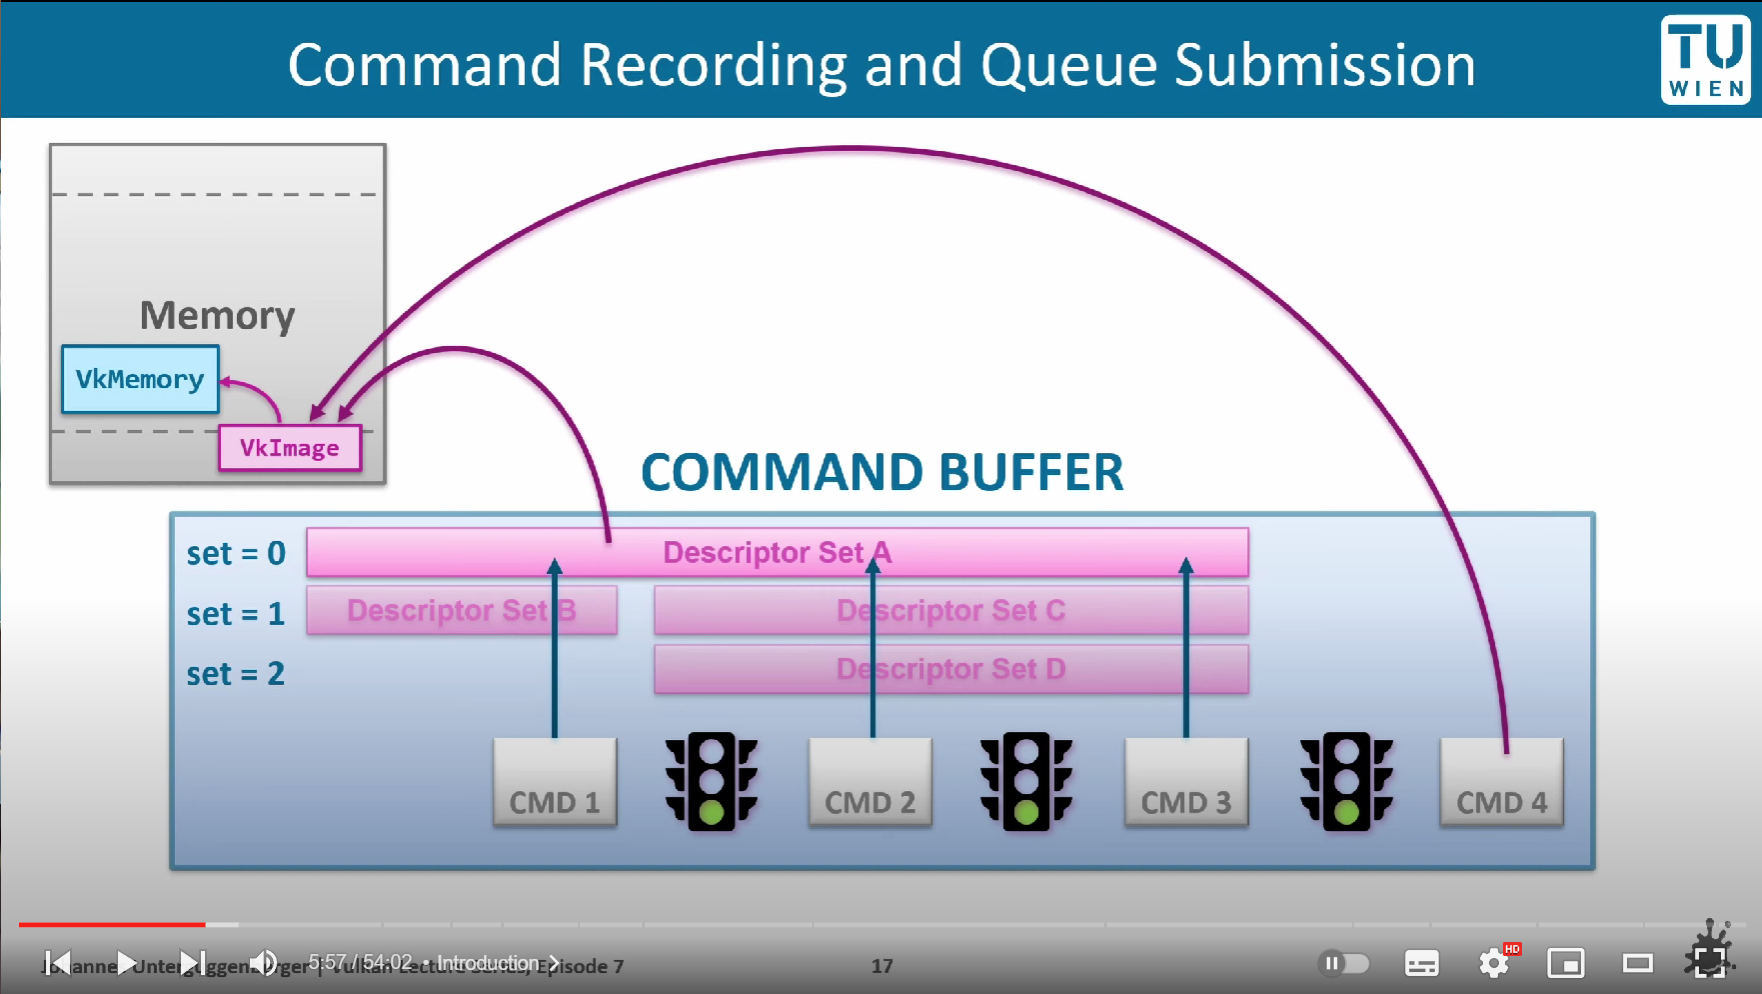 Command Recording and Queue Submission
TU
WIEN
Memory
VkMemory
VkImage
COMMAND BUFFER
set = 0
Descriptor Set A
set = 1
Descriptor Set B
Descriptor Set C
set = 2
Descriptor Set D
CMD 1
CMD 2
CMD 3
CMD 4
5:57 / 54:02 • Introduction
Johannes Unterguggenberger | Vulkan Lecture Series, Episode 7
17
HD